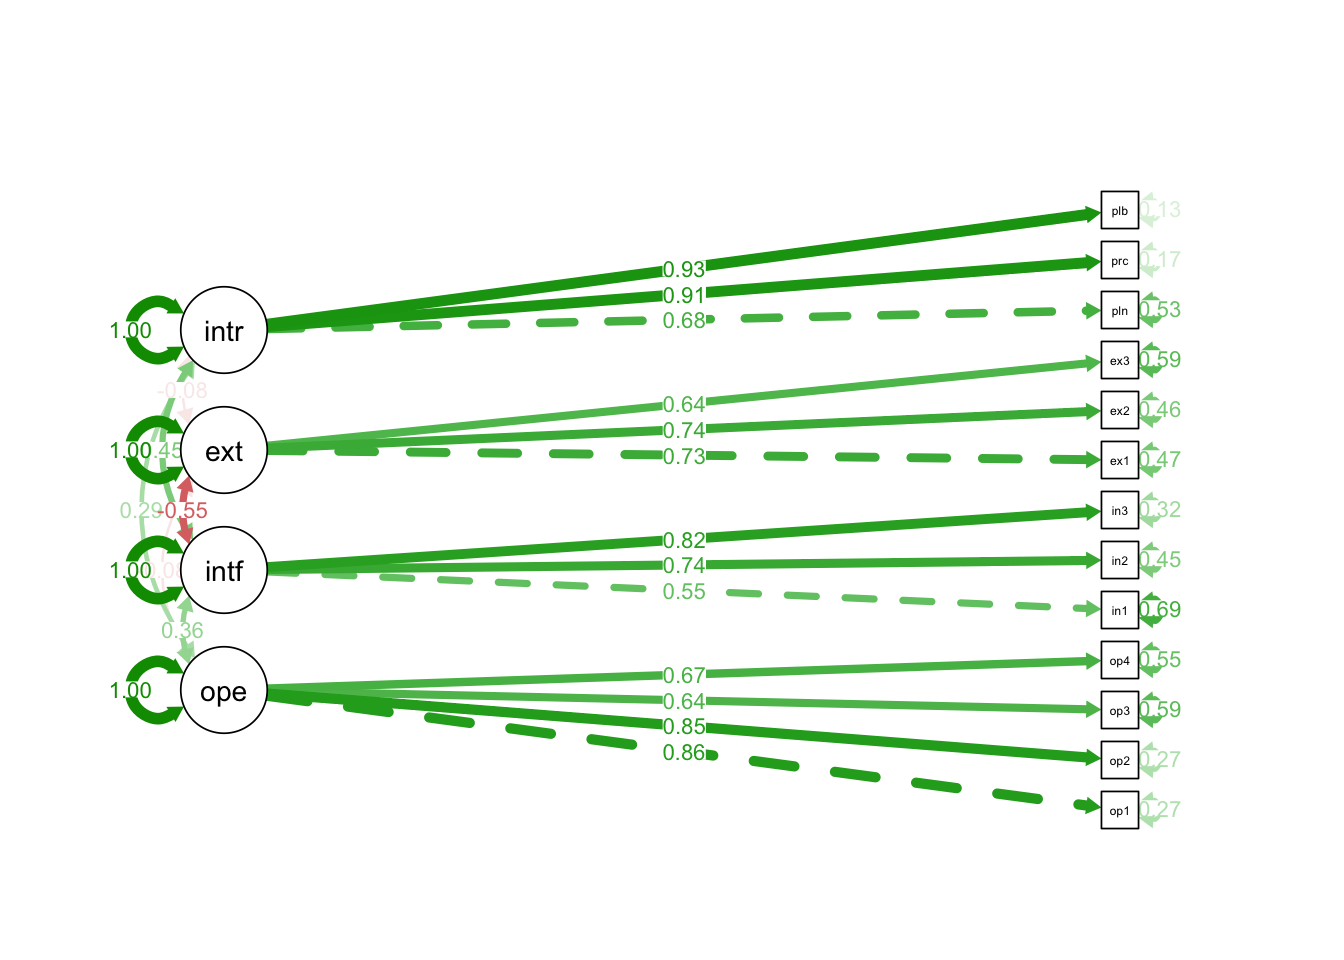 plb 0.13
0.93
prc 0.17
0.91
pln 0.53
0.68
1.00 intr
ex3 0.59
-0.08
0.64
ex2 0.46
0.74
1.00 .45 ext
0.73
ex1 0.47
0.29 -0.55
in3 0.32
0.82
in2 0.45
0.74
1.00 intf
0.55
in1 0.69
0.36
op4 0.55
0.67
1.00 ope
0.64
op3 0.59
0.85
0.86
op2 0.27
op1 0.27